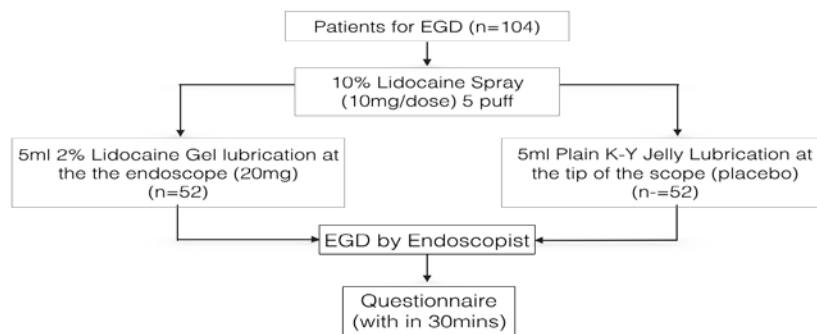 Patients for EGD (n=104)
10% Lidocaine Spray
(10mg/dose) 5 puff
5ml 2% Lidocaine Gel lubrication at
the the endoscope (20mg)
(n=52)
5ml Plain K-Y Jelly Lubrication at
the tip of the scope (placebo)
(n-=52)
EGD by Endoscopist
Questionnaire
(with in 30mins)